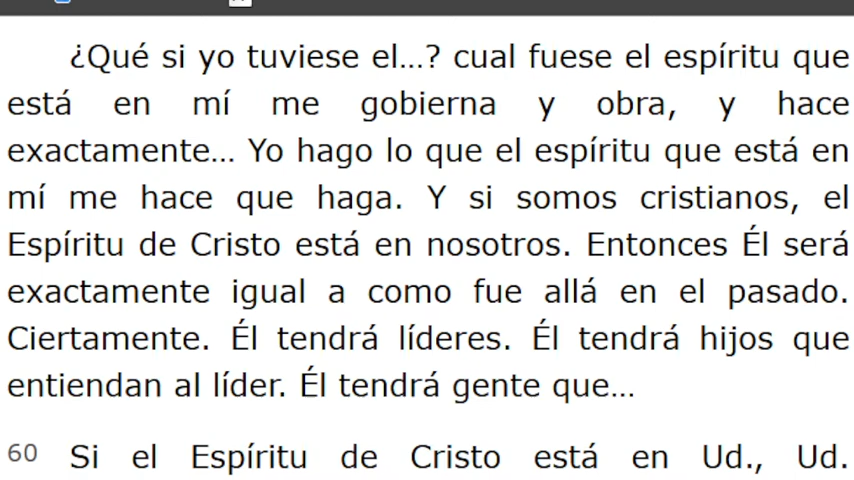 ¿Qué si yo tuviese el...? cual fuese el espíritu que
está en mí me gobierna y obra, y hace
exactamente... Yo hago lo que el espíritu que está en
mí me hace que haga. Y si somos cristianos, el
Espíritu de Cristo está en nosotros. Entonces Él será
exactamente igual a como fue allá en el pasado.
Ciertamente. Él tendrá líderes. Él tendrá hijos que
entiendan al líder. Él tendrá gente que...
60 Si el Espíritu de Cristo está en Ud., Ud.